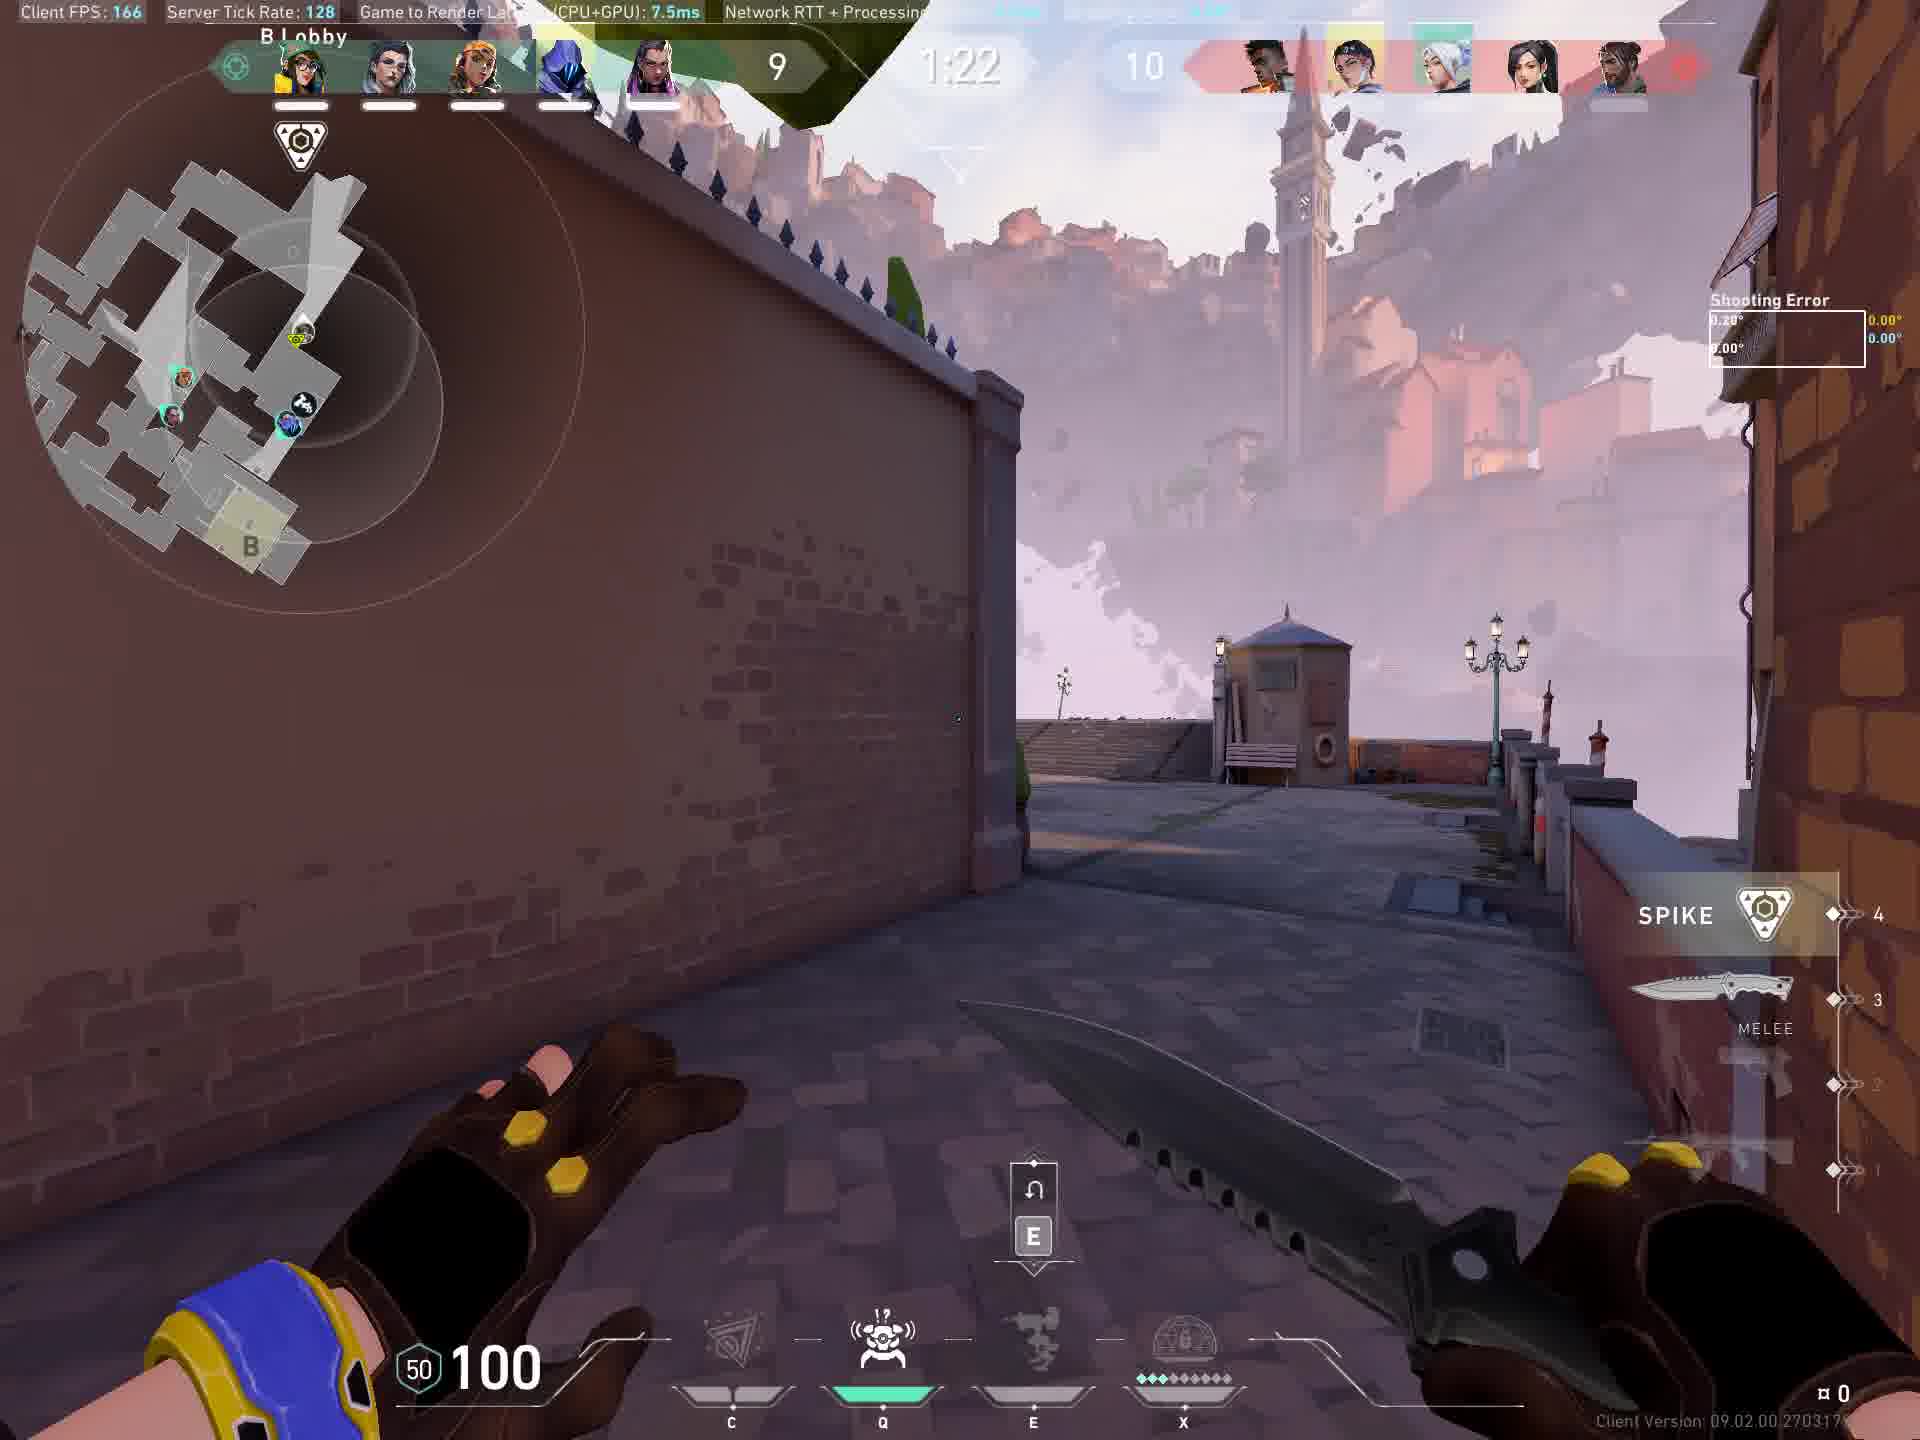 Client FPS: 166 Server Tick Rate: 128 Game to Render (CPU+GPU): 7.5ms Network RTT + Processing
B Lobby
9 1:22 10
Shooting Error
0.20° 0.00°
0.00° 0.00°
B
SPIKE 4
3
MELEE
2
1
E
50 100
C Q E X
¤ 0
Client Version: 09.02.00.270317